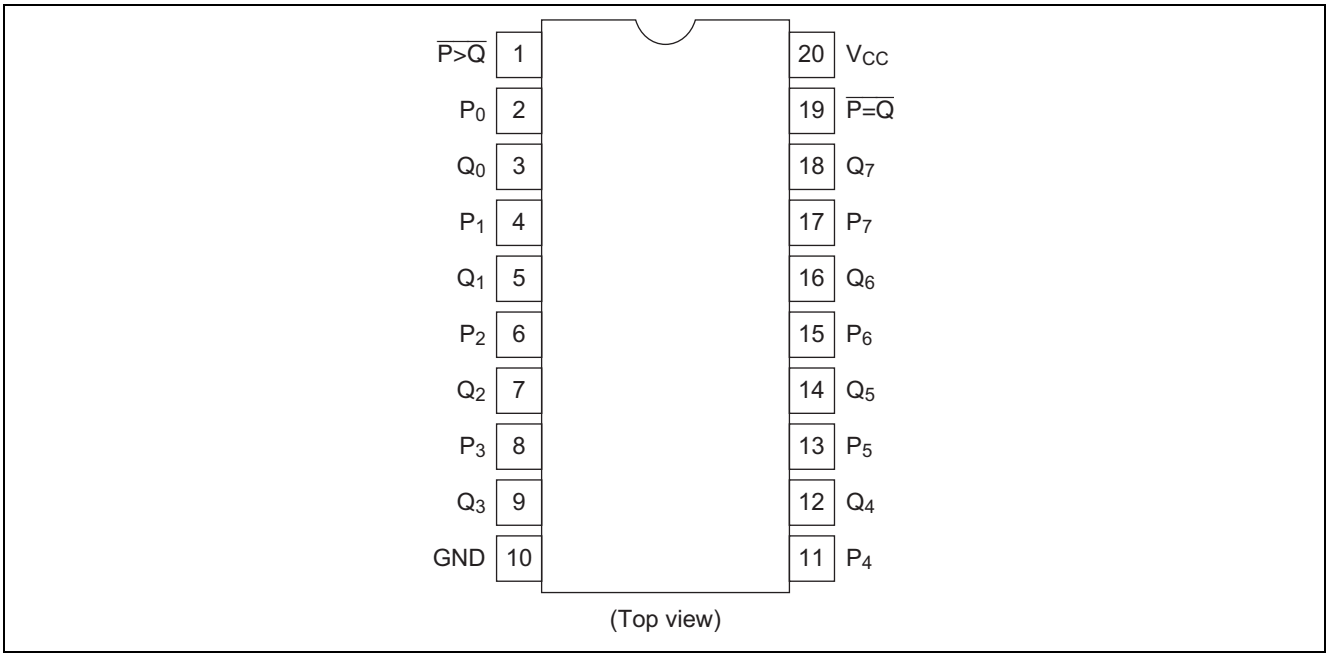 P>Q 1 20 VCC
P0 2 19 P=Q
Q0 3 18 Q7
P1 4 17 P7
Q1 5 16 Q6
P2 6 15 P6
Q2 7 14 Q5
P3 8 13 P5
Q3 9 12 Q4
GND 10 11 P4
(Top view)